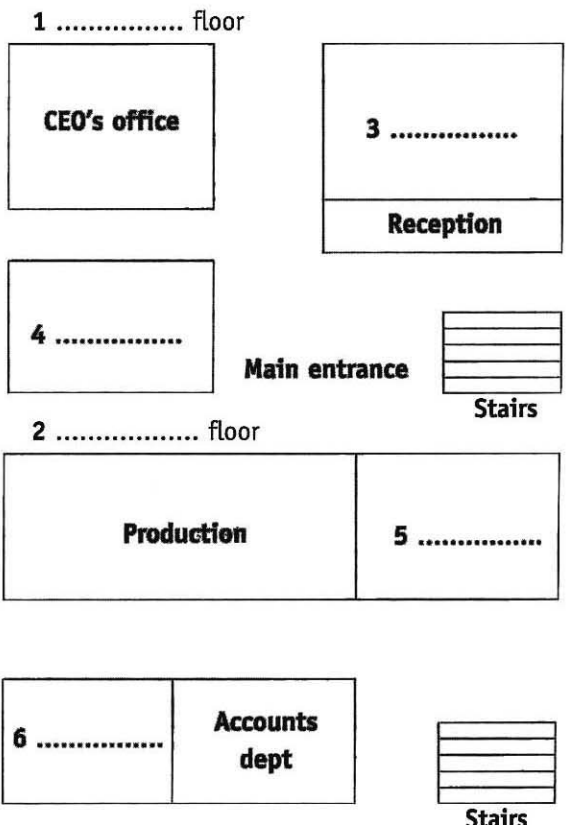 1 ................ floor
CEO's office
3 ................
Reception
4 ................
Main entrance
Stairs
2 .................. floor
Production
5 ................
6 ................
Accounts
dept
Stairs